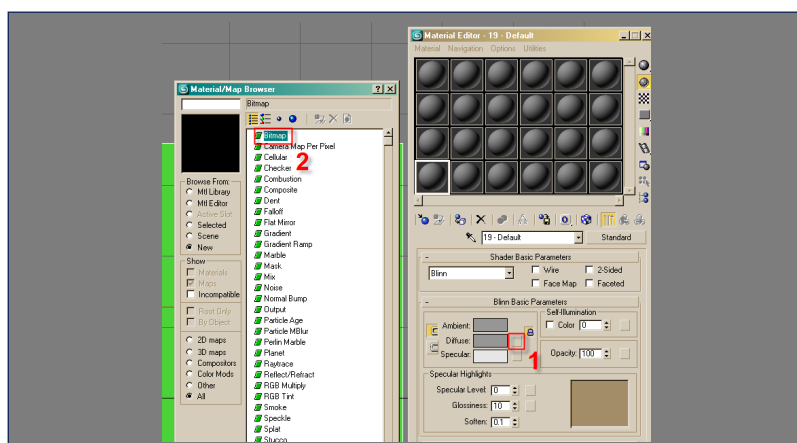 Material/Map Browser
Bitmap
Browse From:
Mtl Library
Mtl Editor
Active Slot
Selected
Scene
New
Show
Materials
Maps
Incompatible
Root Only
By Object
2D maps
3D maps
Compositors
Color Mods
Other
All
Bitmap
Camera Map Per Pixel
Cellular
2
Checker
Combustion
Composite
Dent
Falloff
Flat Mirror
Gradient
Gradient Ramp
Marble
Mask
Mix
Noise
Normal Bump
Output
Particle Age
Particle MBlur
Perlin Marble
Planet
Raytrace
Reflect/Refract
RGB Multiply
RGB Tint
Smoke
Speckle
Splat
Stucco
Material Editor - 19 - Default
Material Navigation Options Utilities
19 - Default Standard
Shader Basic Parameters
Blinn Wire 2-Sided
Face Map Faceted
Blinn Basic Parameters
Self-Illumination
Ambient: Color 0
Diffuse:
Specular: 1 Opacity: 100
Specular Highlights
Specular Level: 0
Glossiness: 10
Soften: 0.1